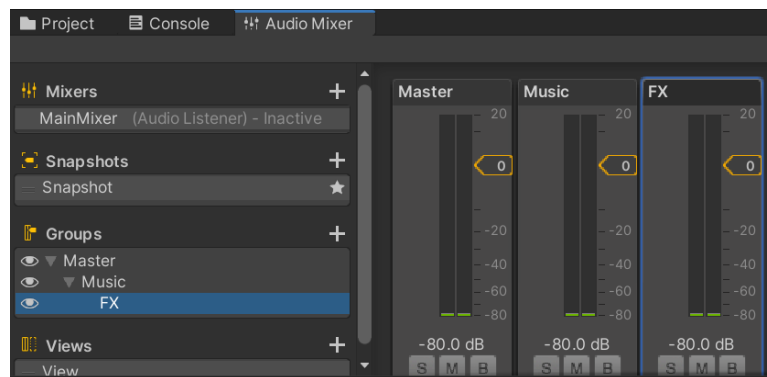 Project Console Audio Mixer
Mixers
MainMixer (Audio Listener) - Inactive
Snapshots
Snapshot
Groups
Master
Music
FX
Views
View
Master Music FX
20 20 20
0 0 0
-20 -20 -20
-40 -40 -40
-60 -60 -60
-80 -80 -80
-80.0 dB -80.0 dB -80.0 dB
S M B S M B S M B